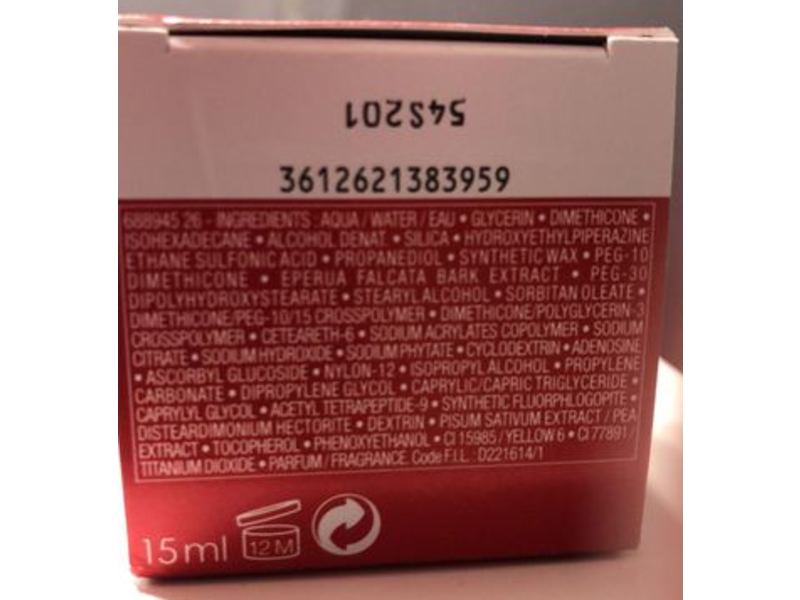 54S201
3612621383959
688945 26 - INGREDIENTS: AQUA / WATER / EAU • GLYCERIN • DIMETHICONE •
ISOHEXADECANE • ALCOHOL DENAT. • SILICA • HYDROXYETHYLPIPERAZINE
ETHANE SULFONIC ACID • PROPANEDIOL • SYNTHETIC WAX • PEG-10
DIMETHICONE • EPERUA FALCATA BARK EXTRACT • PEG-30
DIPOLYHYDROXYSTEARATE • STEARYL ALCOHOL • SORBITAN OLEATE •
DIMETHICONE/PEG-10/15 CROSSPOLYMER • DIMETHICONE/POLYGLYCERIN-3
CROSSPOLYMER • CETEARETH-6 • SODIUM ACRYLATES COPOLYMER • SODIUM
CITRATE • SODIUM HYDROXIDE • SODIUM PHYTATE • CYCLODEXTRIN • ADENOSINE
• ASCORBYL GLUCOSIDE • NYLON-12 • ISOPROPYL ALCOHOL • PROPYLENE
CARBONATE • DIPROPYLENE GLYCOL • CAPRYLIC/CAPRIC TRIGLYCERIDE •
CAPRYLYL GLYCOL • ACETYL TETRAPEPTIDE-9 • SYNTHETIC FLUORPHLOGOPITE •
DISTEARDIMONIUM HECTORITE • DEXTRIN • PISUM SATIVUM EXTRACT / PEA
EXTRACT • TOCOPHEROL • PHENOXYETHANOL • CI 15985 / YELLOW 6 • CI 77891 /
TITANIUM DIOXIDE • PARFUM / FRAGRANCE. Code F.I.L.: D221614/1
15 ml 12 M